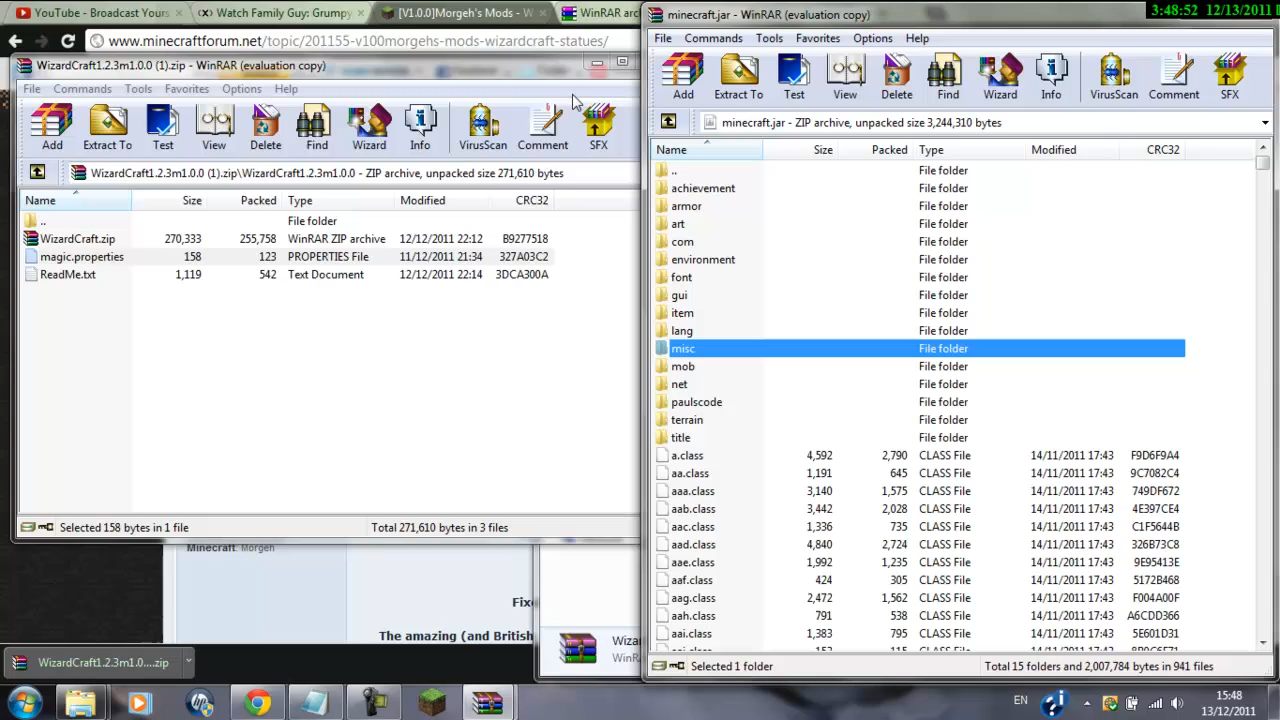 YouTube - Broadcast Yours
Watch Family Guy: Grumpy
[V1.0.0]Morgeh's Mods - W
WinRAR arc
www.minecraftforum.net/topic/201155-v100morgehs-mods-wizardcraft-statues/
3:48:52 12/13/2011
WizardCraft1.2.3m1.0.0 (1).zip - WinRAR (evaluation copy)
File Commands Tools Favorites Options Help
Add Extract To Test View Delete Find Wizard Info VirusScan Comment SFX
WizardCraft1.2.3m1.0.0 (1).zip\WizardCraft1.2.3m1.0.0 - ZIP archive, unpacked size 271,610 bytes
Name Size Packed Type Modified CRC32
.. File folder
WizardCraft.zip 270,333 255,758 WinRAR ZIP archive 12/12/2011 22:12 B9277518
magic.properties 158 123 PROPERTIES File 11/12/2011 21:34 327A03C2
ReadMe.txt 1,119 542 Text Document 12/12/2011 22:14 3DCA300A
Selected 158 bytes in 1 file Total 271,610 bytes in 3 files
Minecraft: Morgen
Fixe
The amazing (and British
Wizar
WinRA
WizardCraft1.2.3m1.0....zip
minecraft.jar - WinRAR (evaluation copy)
File Commands Tools Favorites Options Help
Add Extract To Test View Delete Find Wizard Info VirusScan Comment SFX
minecraft.jar - ZIP archive, unpacked size 3,244,310 bytes
Name Size Packed Type Modified CRC32
.. File folder
achievement File folder
armor File folder
art File folder
com File folder
environment File folder
font File folder
gui File folder
item File folder
lang File folder
misc File folder
mob File folder
net File folder
paulscode File folder
terrain File folder
title File folder
a.class 4,592 2,790 CLASS File 14/11/2011 17:43 F9D6F9A4
aa.class 1,191 645 CLASS File 14/11/2011 17:43 9C7082C4
aaa.class 3,140 1,575 CLASS File 14/11/2011 17:43 749DF672
aab.class 3,442 2,028 CLASS File 14/11/2011 17:43 4E397CE4
aac.class 1,336 735 CLASS File 14/11/2011 17:43 C1F5644B
aad.class 4,840 2,724 CLASS File 14/11/2011 17:43 326B73C8
aae.class 1,992 1,235 CLASS File 14/11/2011 17:43 9E95413E
aaf.class 424 305 CLASS File 14/11/2011 17:43 5172B468
aag.class 2,472 1,562 CLASS File 14/11/2011 17:43 F004A00F
aah.class 791 538 CLASS File 14/11/2011 17:43 A6CDD366
aai.class 1,383 795 CLASS File 14/11/2011 17:43 5E601D31
Selected 1 folder Total 15 folders and 2,007,784 bytes in 941 files
EN
15:48
13/12/2011